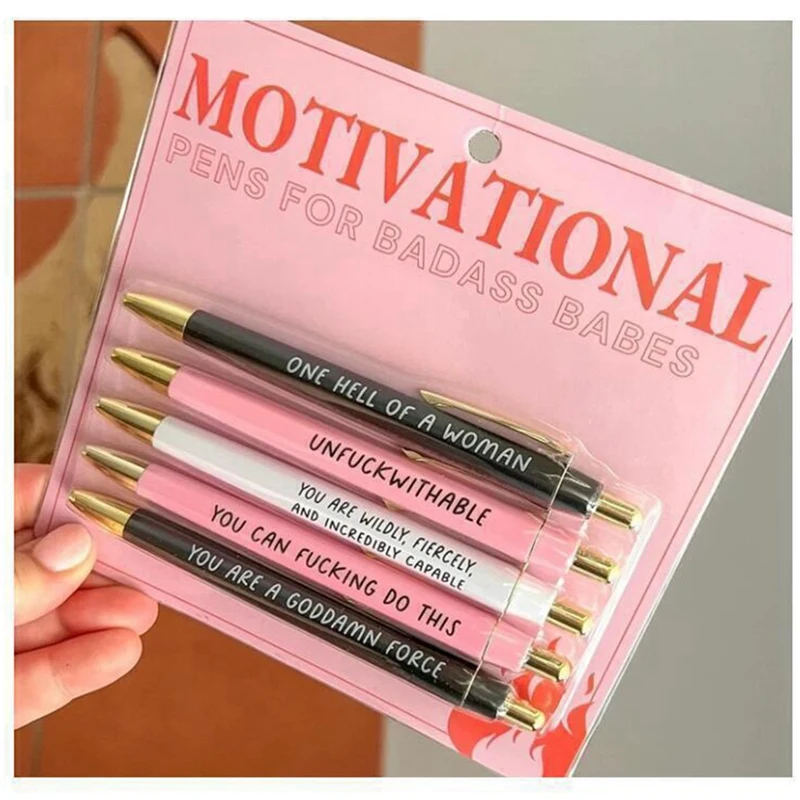 MOTIVATIONAL
PENS FOR BADASS BABES
ONE HELL OF A WOMAN
UNFUCKWITHABLE
YOU ARE WILDLY, FIERCELY,
AND INCREDIBLY CAPABLE
YOU CAN FUCKING DO THIS
YOU ARE A GODDAMN FORCE